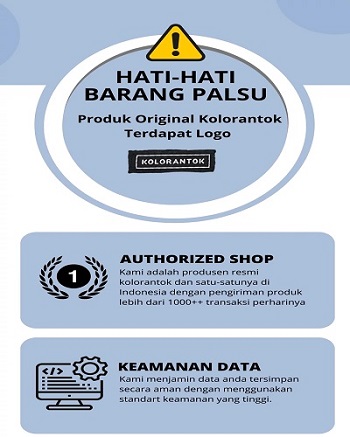 HATI-HATI
BARANG PALSU
Produk Original Kolorantok
Terdapat Logo
KOLORANTOK
1
AUTHORIZED SHOP
Kami adalah produsen resmi
kolorantok dan satu-satunya di
Indonesia dengan pengiriman produk
lebih dari 1000++ transaksi perharinya
</>
KEAMANAN DATA
Kami menjamin data anda tersimpan
secara aman dengan menggunakan
standart keamanan yang tinggi.